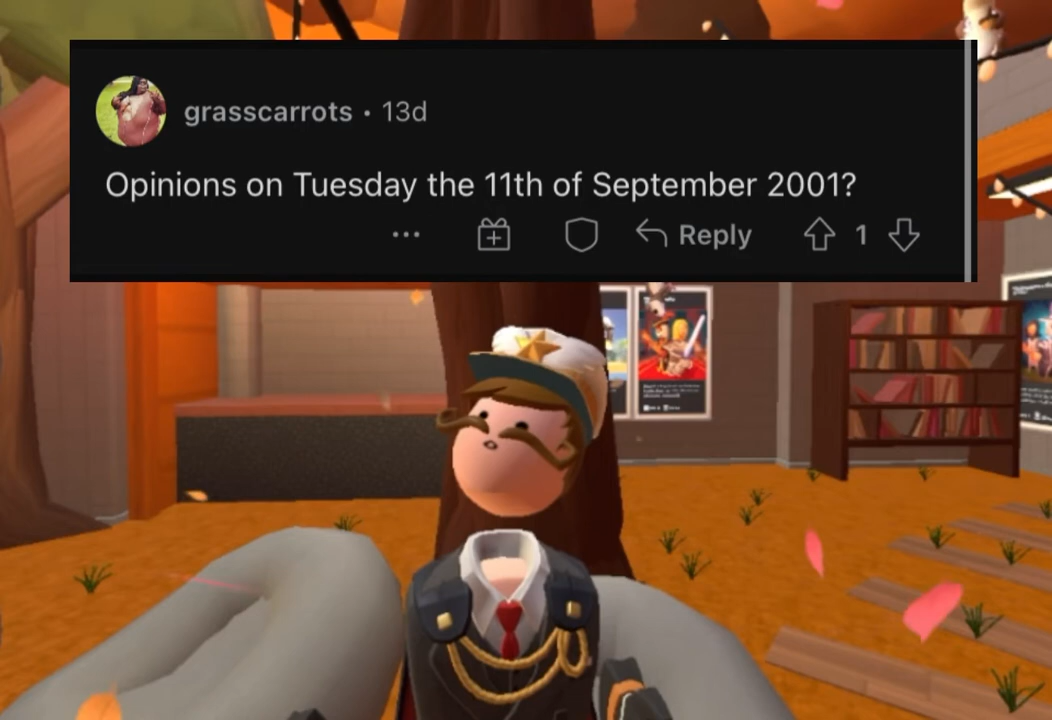 grasscarrots • 13d
Opinions on Tuesday the 11th of September 2001?
... Reply 1